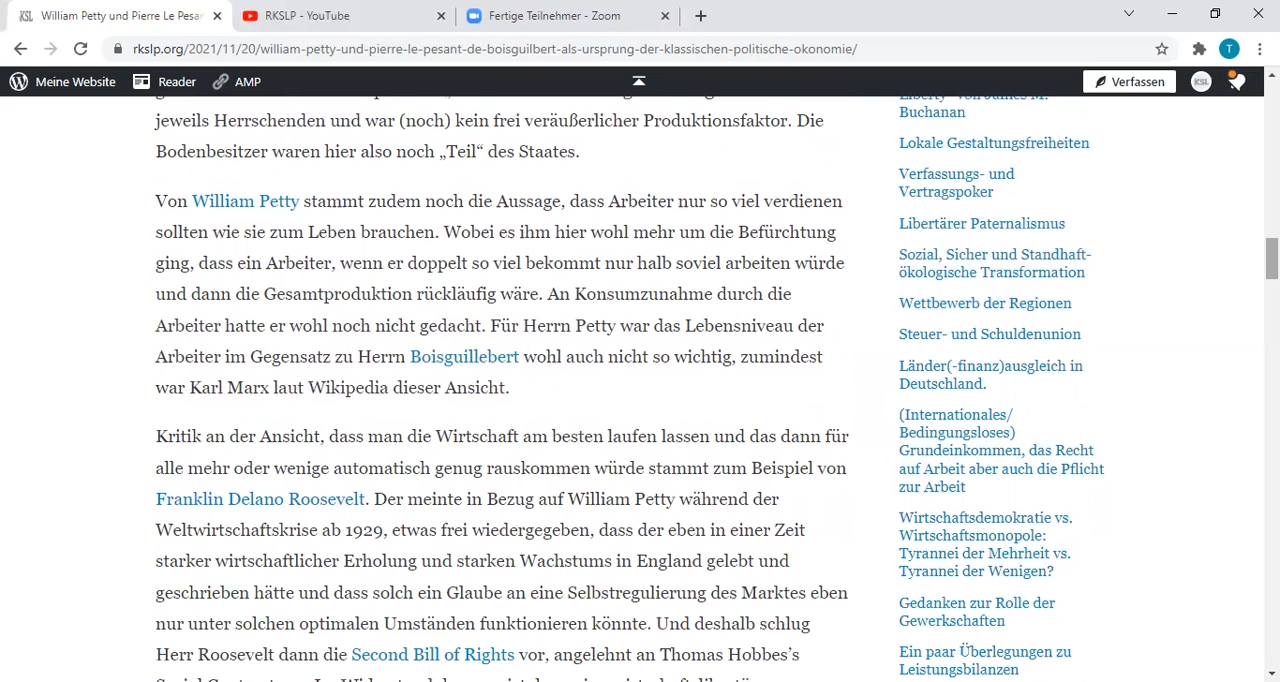 William Petty und Pierre Le Pesa
RKSLP - YouTube
Fertige Teilnehmer - Zoom
rkslp.org/2021/11/20/william-petty-und-pierre-le-pesant-de-boisguilbert-als-ursprung-der-klassischen-politische-okonomie/
T
Meine Website
Reader
AMP
Verfassen
KSL
jeweils Herrschenden und war (noch) kein frei veräußerlicher Produktionsfaktor. Die
Bodenbesitzer waren hier also noch „Teil“ des Staates.
Von William Petty stammt zudem noch die Aussage, dass Arbeiter nur so viel verdienen
sollten wie sie zum Leben brauchen. Wobei es ihm hier wohl mehr um die Befürchtung
ging, dass ein Arbeiter, wenn er doppelt so viel bekommt nur halb soviel arbeiten würde
und dann die Gesamtproduktion rückläufig wäre. An Konsumzunahme durch die
Arbeiter hatte er wohl noch nicht gedacht. Für Herrn Petty war das Lebensniveau der
Arbeiter im Gegensatz zu Herrn Boisguillebert wohl auch nicht so wichtig, zumindest
war Karl Marx laut Wikipedia dieser Ansicht.
Kritik an der Ansicht, dass man die Wirtschaft am besten laufen lassen und das dann für
alle mehr oder wenige automatisch genug rauskommen würde stammt zum Beispiel von
Franklin Delano Roosevelt. Der meinte in Bezug auf William Petty während der
Weltwirtschaftskrise ab 1929, etwas frei wiedergegeben, dass der eben in einer Zeit
starker wirtschaftlicher Erholung und starken Wachstums in England gelebt und
geschrieben hätte und dass solch ein Glaube an eine Selbstregulierung des Marktes eben
nur unter solchen optimalen Umständen funktionieren könnte. Und deshalb schlug
Herr Roosevelt dann die Second Bill of Rights vor, angelehnt an Thomas Hobbes’s
Liberty“ von James M.
Buchanan
Lokale Gestaltungsfreiheiten
Verfassungs- und
Vertragspoker
Libertärer Paternalismus
Sozial, Sicher und Standhaft-
ökologische Transformation
Wettbewerb der Regionen
Steuer- und Schuldenunion
Länder(-finanz)ausgleich in
Deutschland.
(Internationales/
Bedingungsloses)
Grundeinkommen, das Recht
auf Arbeit aber auch die Pflicht
zur Arbeit
Wirtschaftsdemokratie vs.
Wirtschaftsmonopole:
Tyrannei der Mehrheit vs.
Tyrannei der Wenigen?
Gedanken zur Rolle der
Gewerkschaften
Ein paar Überlegungen zu
Leistungsbilanzen